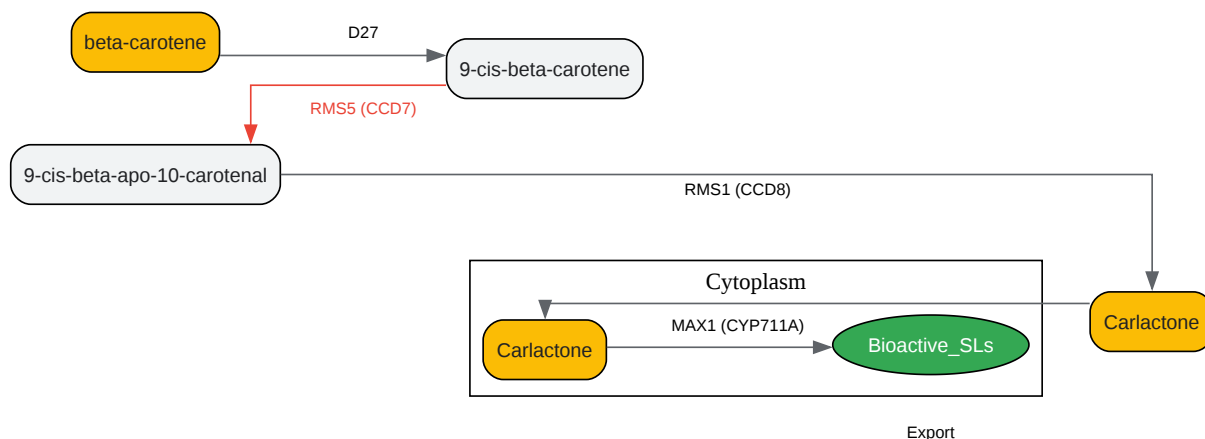 beta-carotene
D27
9-cis-beta-carotene
RMS5 (CCD7)
9-cis-beta-apo-10-carotenal
RMS1 (CCD8)
Cytoplasm
Carlactone
MAX1 (CYP711A)
Bioactive_SLs
Carlactone
Export